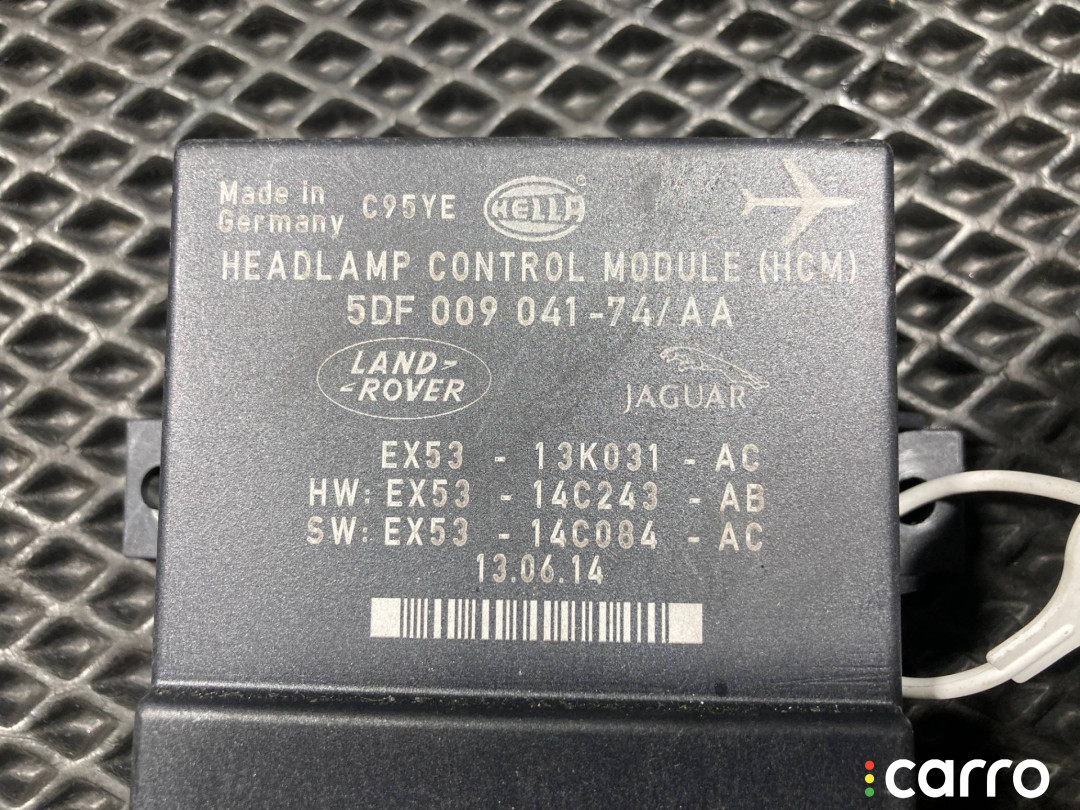 Made in
Germany C95YE HELLA
HEADLAMP CONTROL MODULE (HCM)
5DF 009 041-74/AA
LAND-
-ROVER
JAGUAR
EX53 - 13K031 - AC
HW: EX53 - 14C243 - AB
SW: EX53 - 14C084 - AC
13.06.14
carro